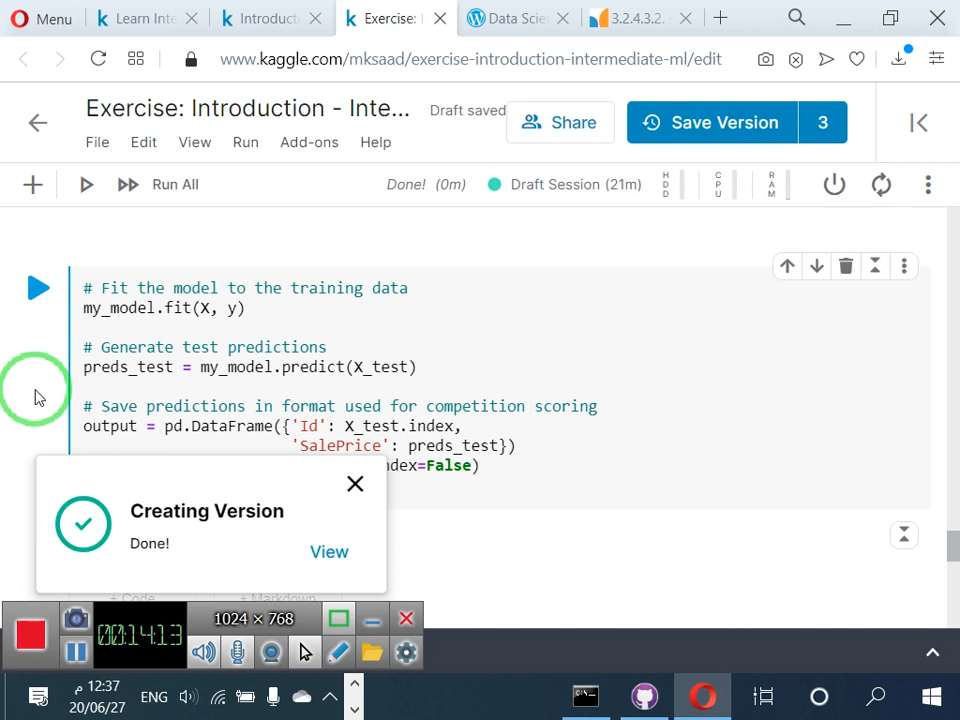 Menu
Learn Inte
Introduct
Exercise: I
Data Scie
3.2.4.3.2.
www.kaggle.com/mksaad/exercise-introduction-intermediate-ml/edit
Exercise: Introduction - Inte...
Draft saved
Share
Save Version
3
File Edit View Run Add-ons Help
Run All
Done! (0m)
Draft Session (21m)
HDD
CPU
RAM
# Fit the model to the training data
my_model.fit(X, y)
# Generate test predictions
preds_test = my_model.predict(X_test)
# Save predictions in format used for competition scoring
output = pd.DataFrame({'Id': X_test.index,
'SalePrice': preds_test})
ndex=False)
Creating Version
Done!
View
+ Code
+ Markdown
00:14:13
1024 × 768
ENG
12:37 م
20/06/27